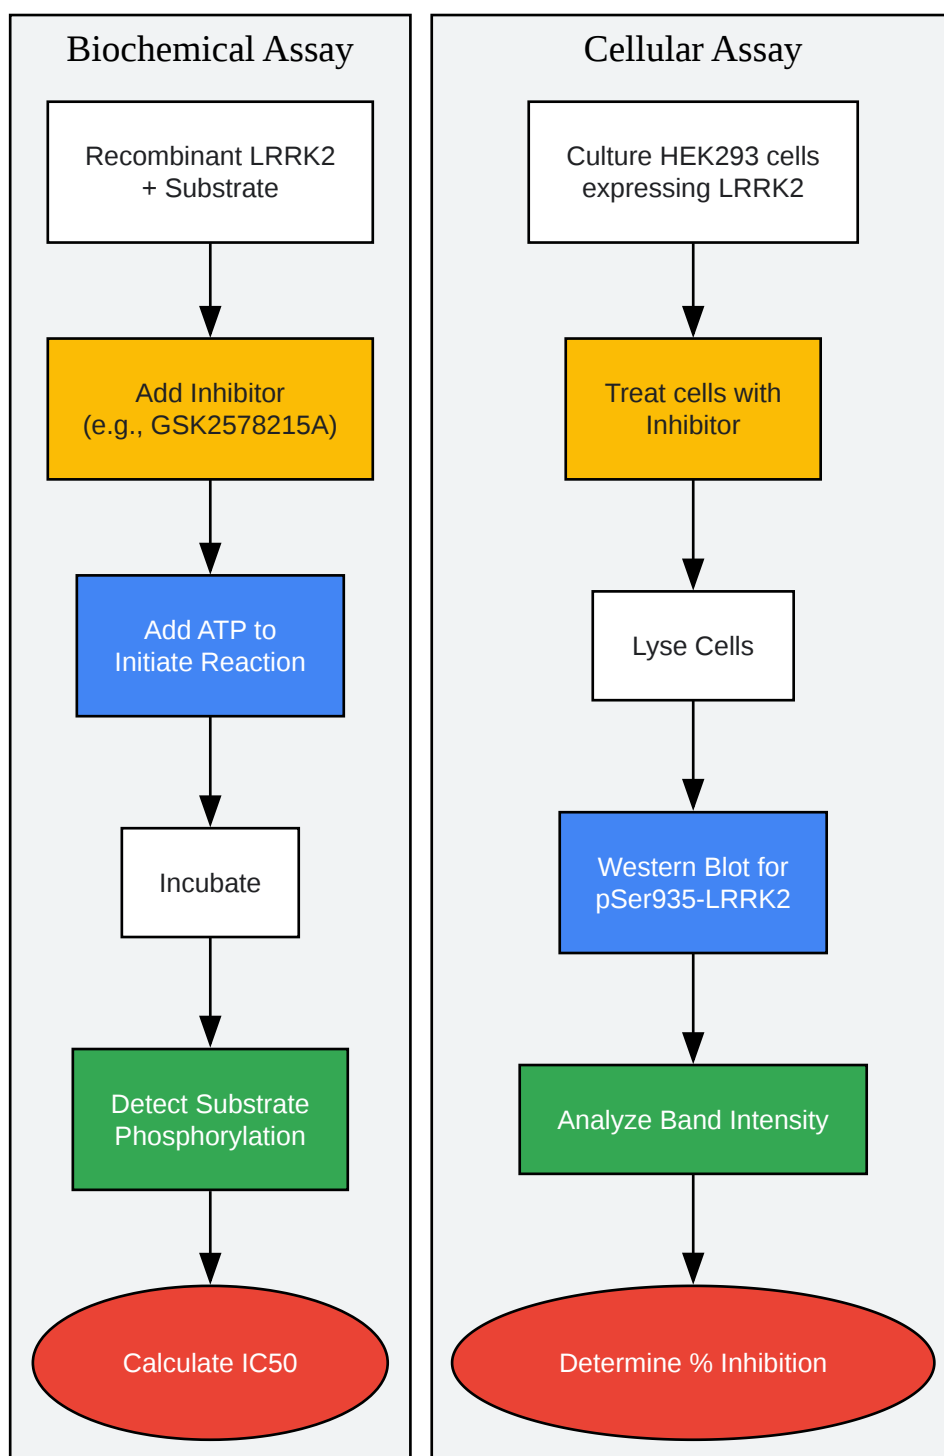 Biochemical Assay
Recombinant LRRK2
+ Substrate
Add Inhibitor
(e.g., GSK2578215A)
Add ATP to
Initiate Reaction
Incubate
Detect Substrate
Phosphorylation
Calculate IC50
Cellular Assay
Culture HEK293 cells
expressing LRRK2
Treat cells with
Inhibitor
Lyse Cells
Western Blot for
pSer935-LRRK2
Analyze Band Intensity
Determine % Inhibition